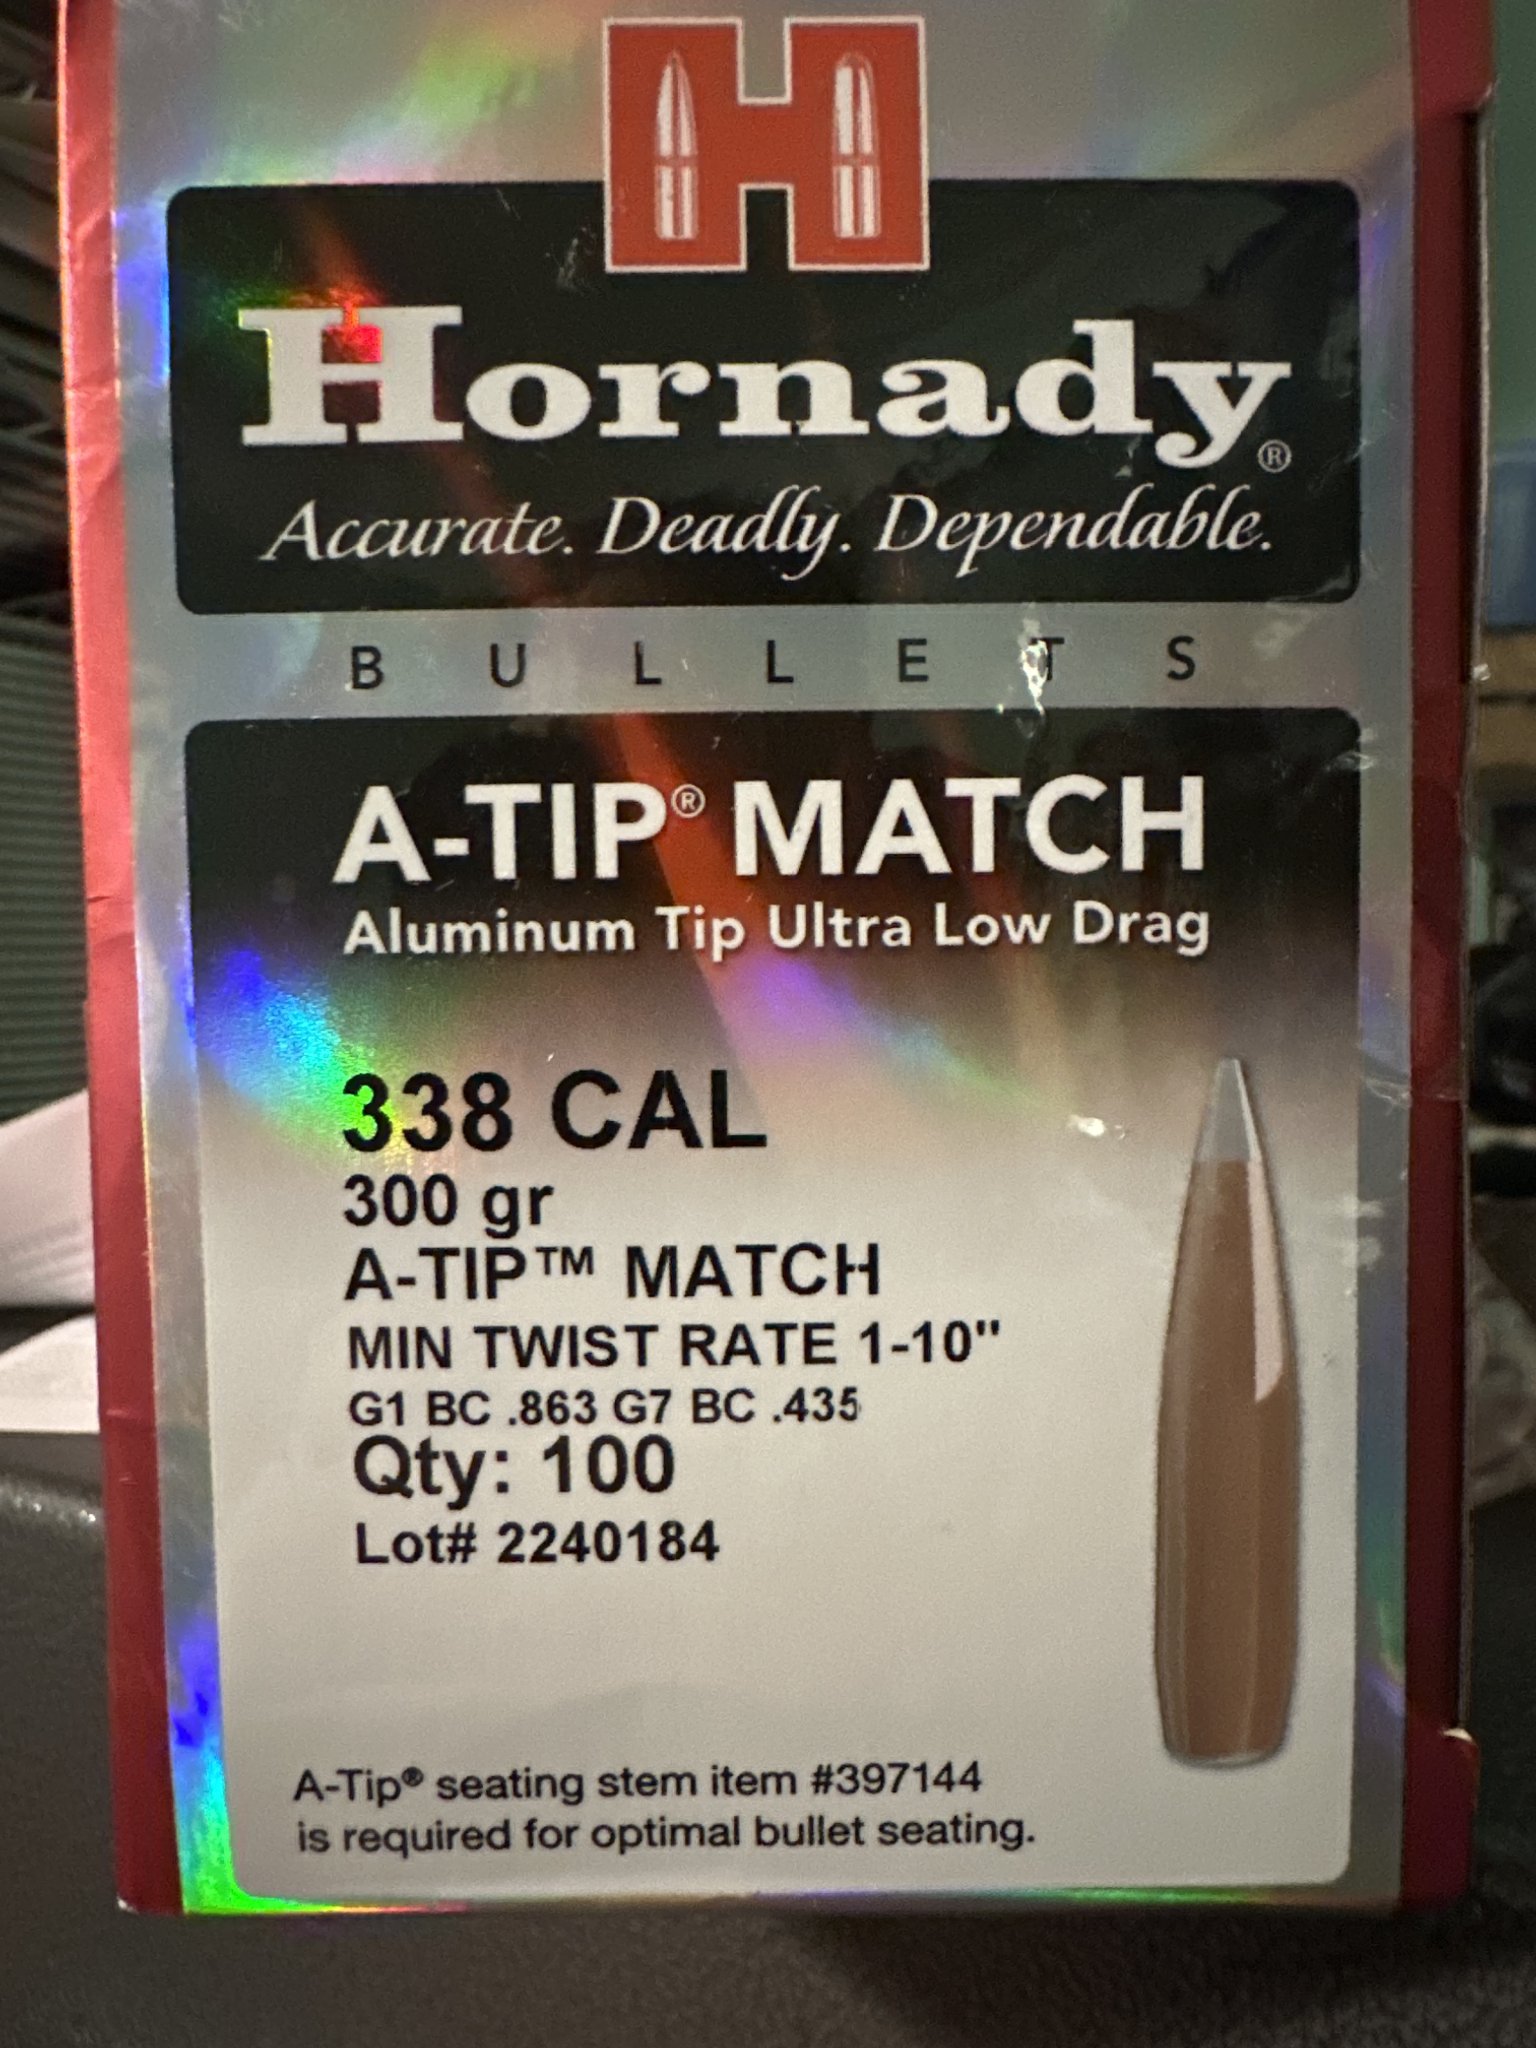 H
Hornady®
Accurate. Deadly. Dependable.
BULLETS
A-TIP® MATCH
Aluminum Tip Ultra Low Drag
338 CAL
300 gr
A-TIP™ MATCH
MIN TWIST RATE 1-10"
G1 BC .863 G7 BC .435
Qty: 100
Lot# 2240184
A-Tip® seating stem item #397144
is required for optimal bullet seating.